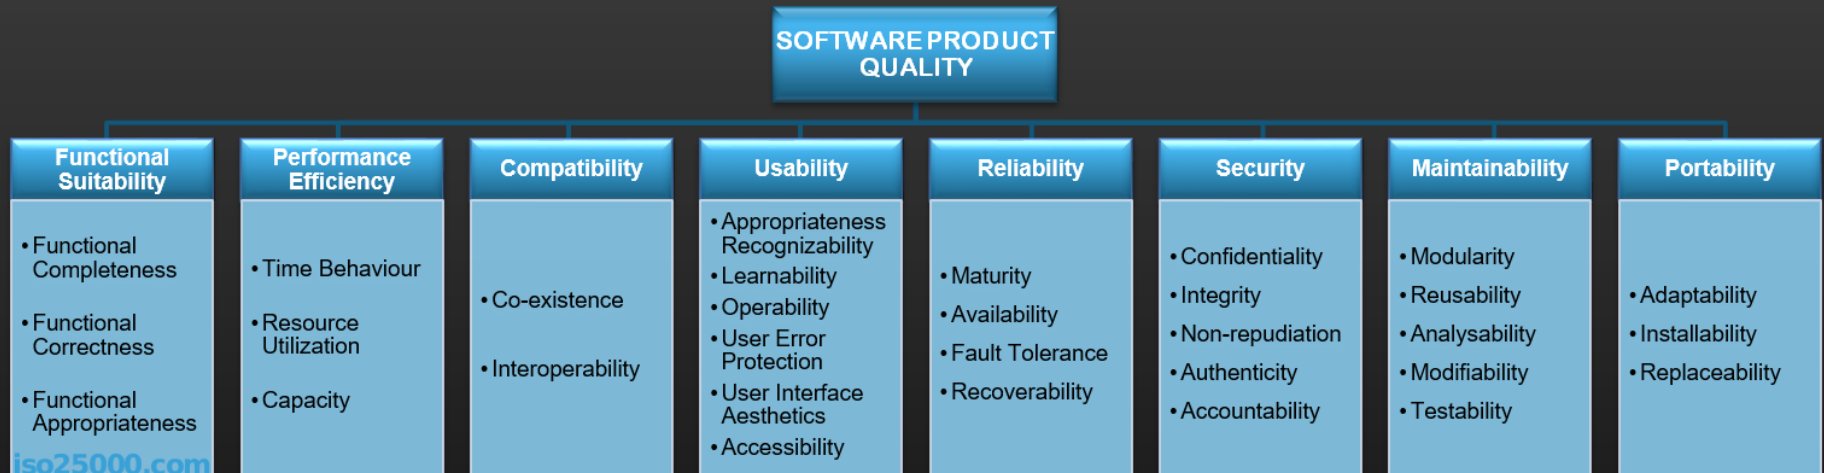 SOFTWARE PRODUCT
QUALITY
Functional
Suitability
• Functional
Completeness
• Functional
Correctness
• Functional
Appropriateness
Performance
Efficiency
• Time Behaviour
• Resource
Utilization
• Capacity
Compatibility
• Co-existence
• Interoperability
Usability
• Appropriateness
Recognizability
• Learnability
• Operability
• User Error
Protection
• User Interface
Aesthetics
• Accessibility
Reliability
• Maturity
• Availability
• Fault Tolerance
• Recoverability
Security
• Confidentiality
• Integrity
• Non-repudiation
• Authenticity
• Accountability
Maintainability
• Modularity
• Reusability
• Analysability
• Modifiability
• Testability
Portability
• Adaptability
• Installability
• Replaceability
iso25000.com